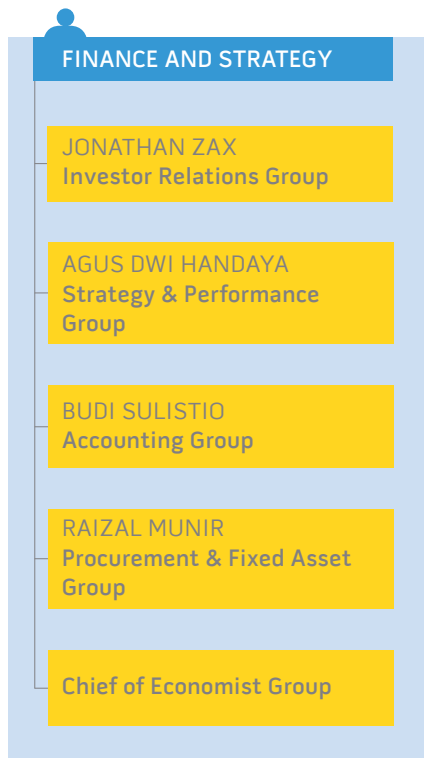 FINANCE AND STRATEGY
JONATHAN ZAX
Investor Relations Group
AGUS DWI HANDAYA
Strategy & Performance
Group
BUDI SULISTIO
Accounting Group
RAIZAL MUNIR
Procurement & Fixed Asset
Group
Chief of Economist Group